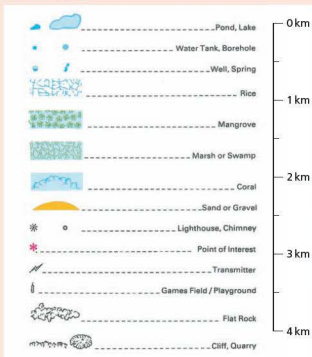 Pond, Lake
0 km
Water Tank, Borehole
Well, Spring
Rice
1 km
Mangrove
Marsh or Swamp
2 km
Coral
Sand or Gravel
Lighthouse, Chimney
Point of Interest
3 km
Transmitter
Games Field / Playground
Flat Rock
4 km
Cliff, Quarry